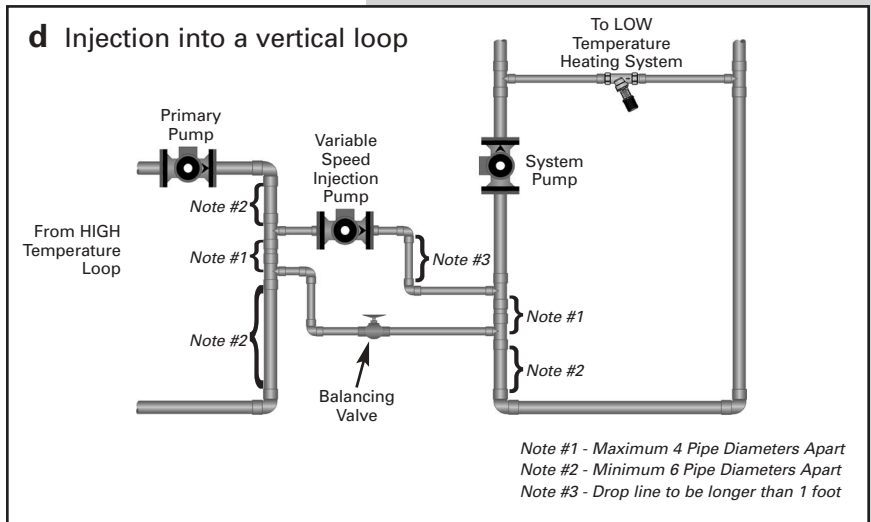 d Injection into a vertical loop
To LOW
Temperature
Heating System
Primary
Pump
Variable
Speed
Injection
Pump
System
Pump
Note #2
From HIGH
Temperature
Loop
Note #1
Note #3
Note #1
Note #2
Note #2
Balancing
Valve
Note #1 - Maximum 4 Pipe Diameters Apart
Note #2 - Minimum 6 Pipe Diameters Apart
Note #3 - Drop line to be longer than 1 foot